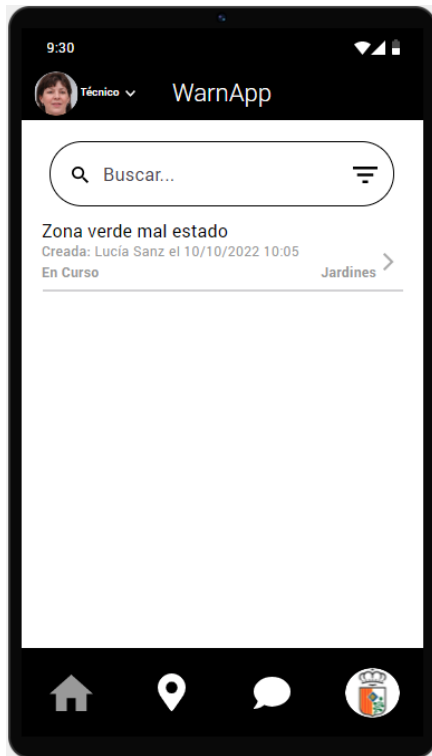 9:30
Técnico
WarnApp
Buscar...
Zona verde mal estado
Creada: Lucía Sanz el 10/10/2022 10:05
En Curso
Jardines